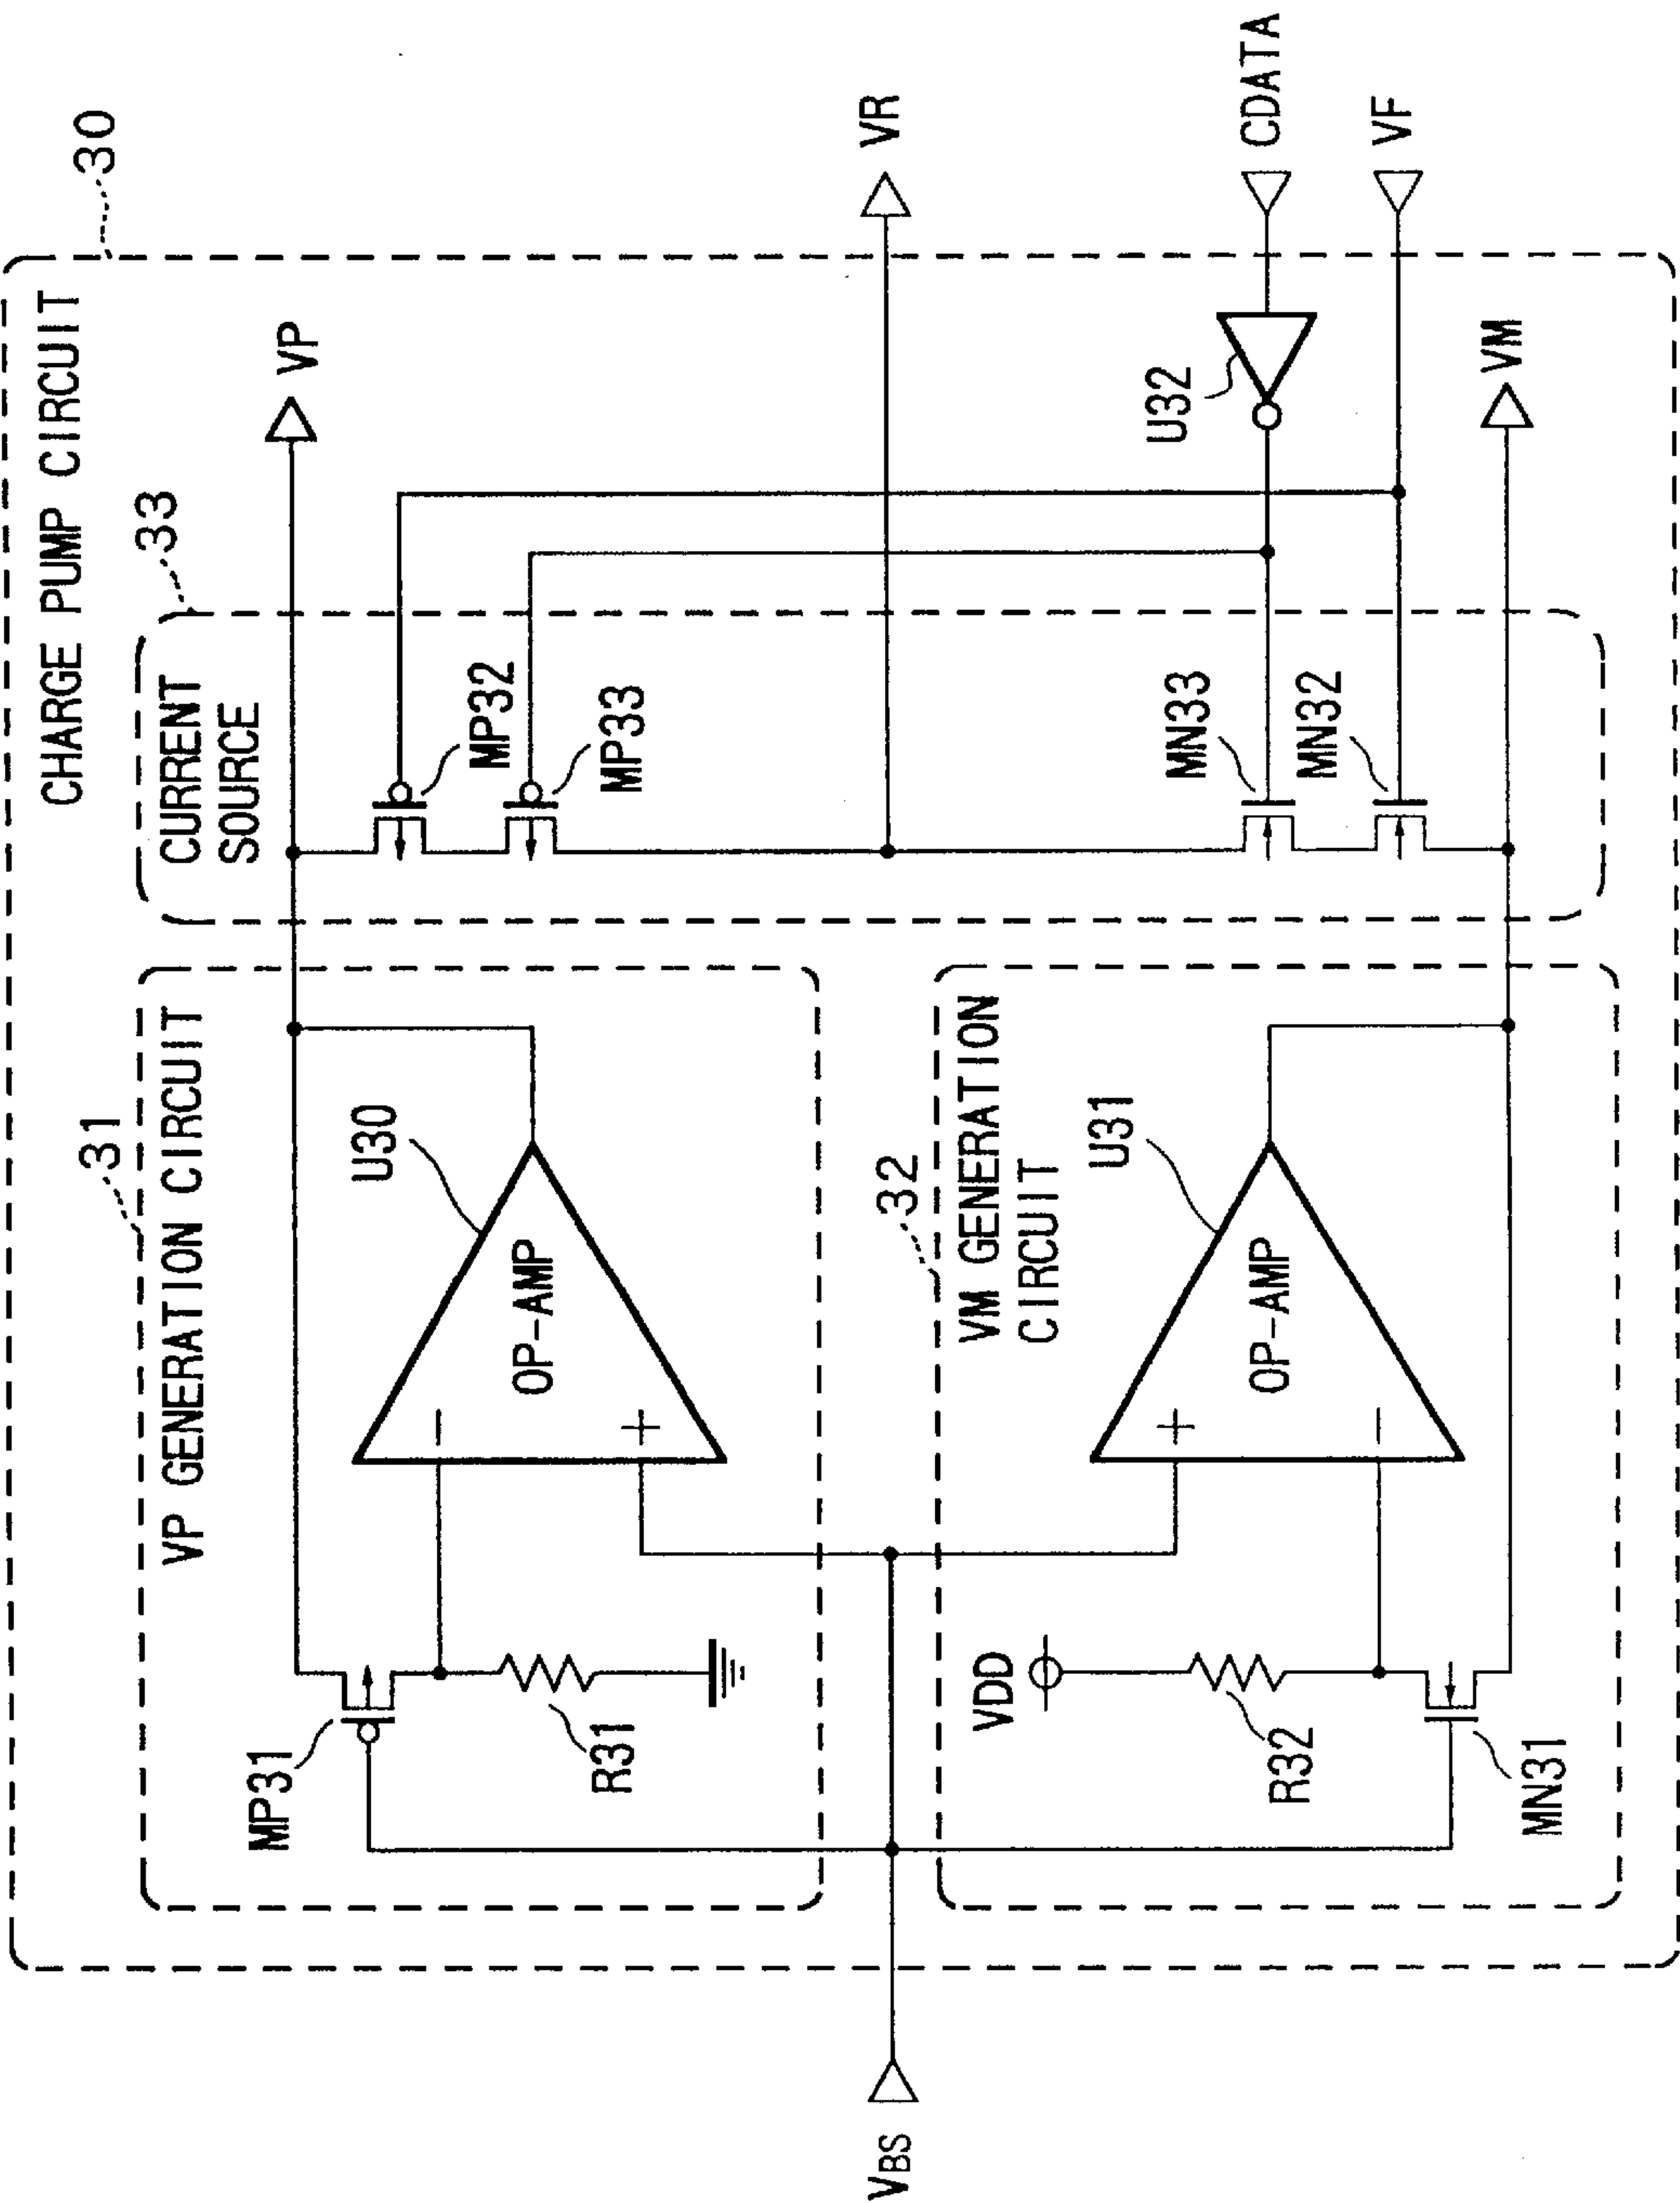 30
CHARGE PUMP CIRCUIT
31
VP GENERATION CIRCUIT
MP31
R31
U30
OP-AMP
−
+
33
CURRENT
SOURCE
VP
MP32
MP33
VR
VBS
32
VM GENERATION
CIRCUIT
VDD
R32
MN31
U31
OP-AMP
+
−
MN33
MN32
U32
CDATA
VF
VM